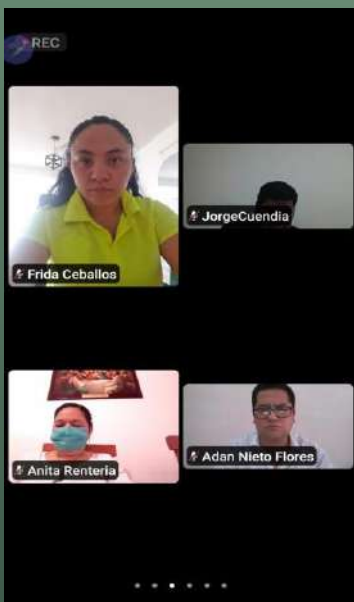 REC
Frida Ceballos
JorgeCuendia
Anita Renteria
Adan Nieto Flores